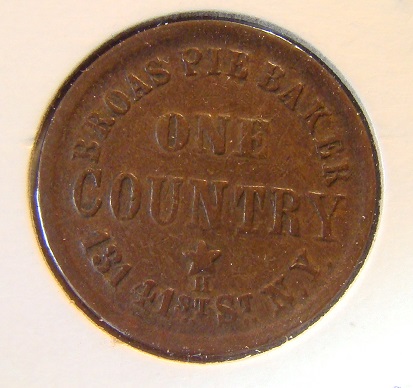 BROAS PIE BAKER
ONE
COUNTRY
H
131 41ST ST. N.Y.